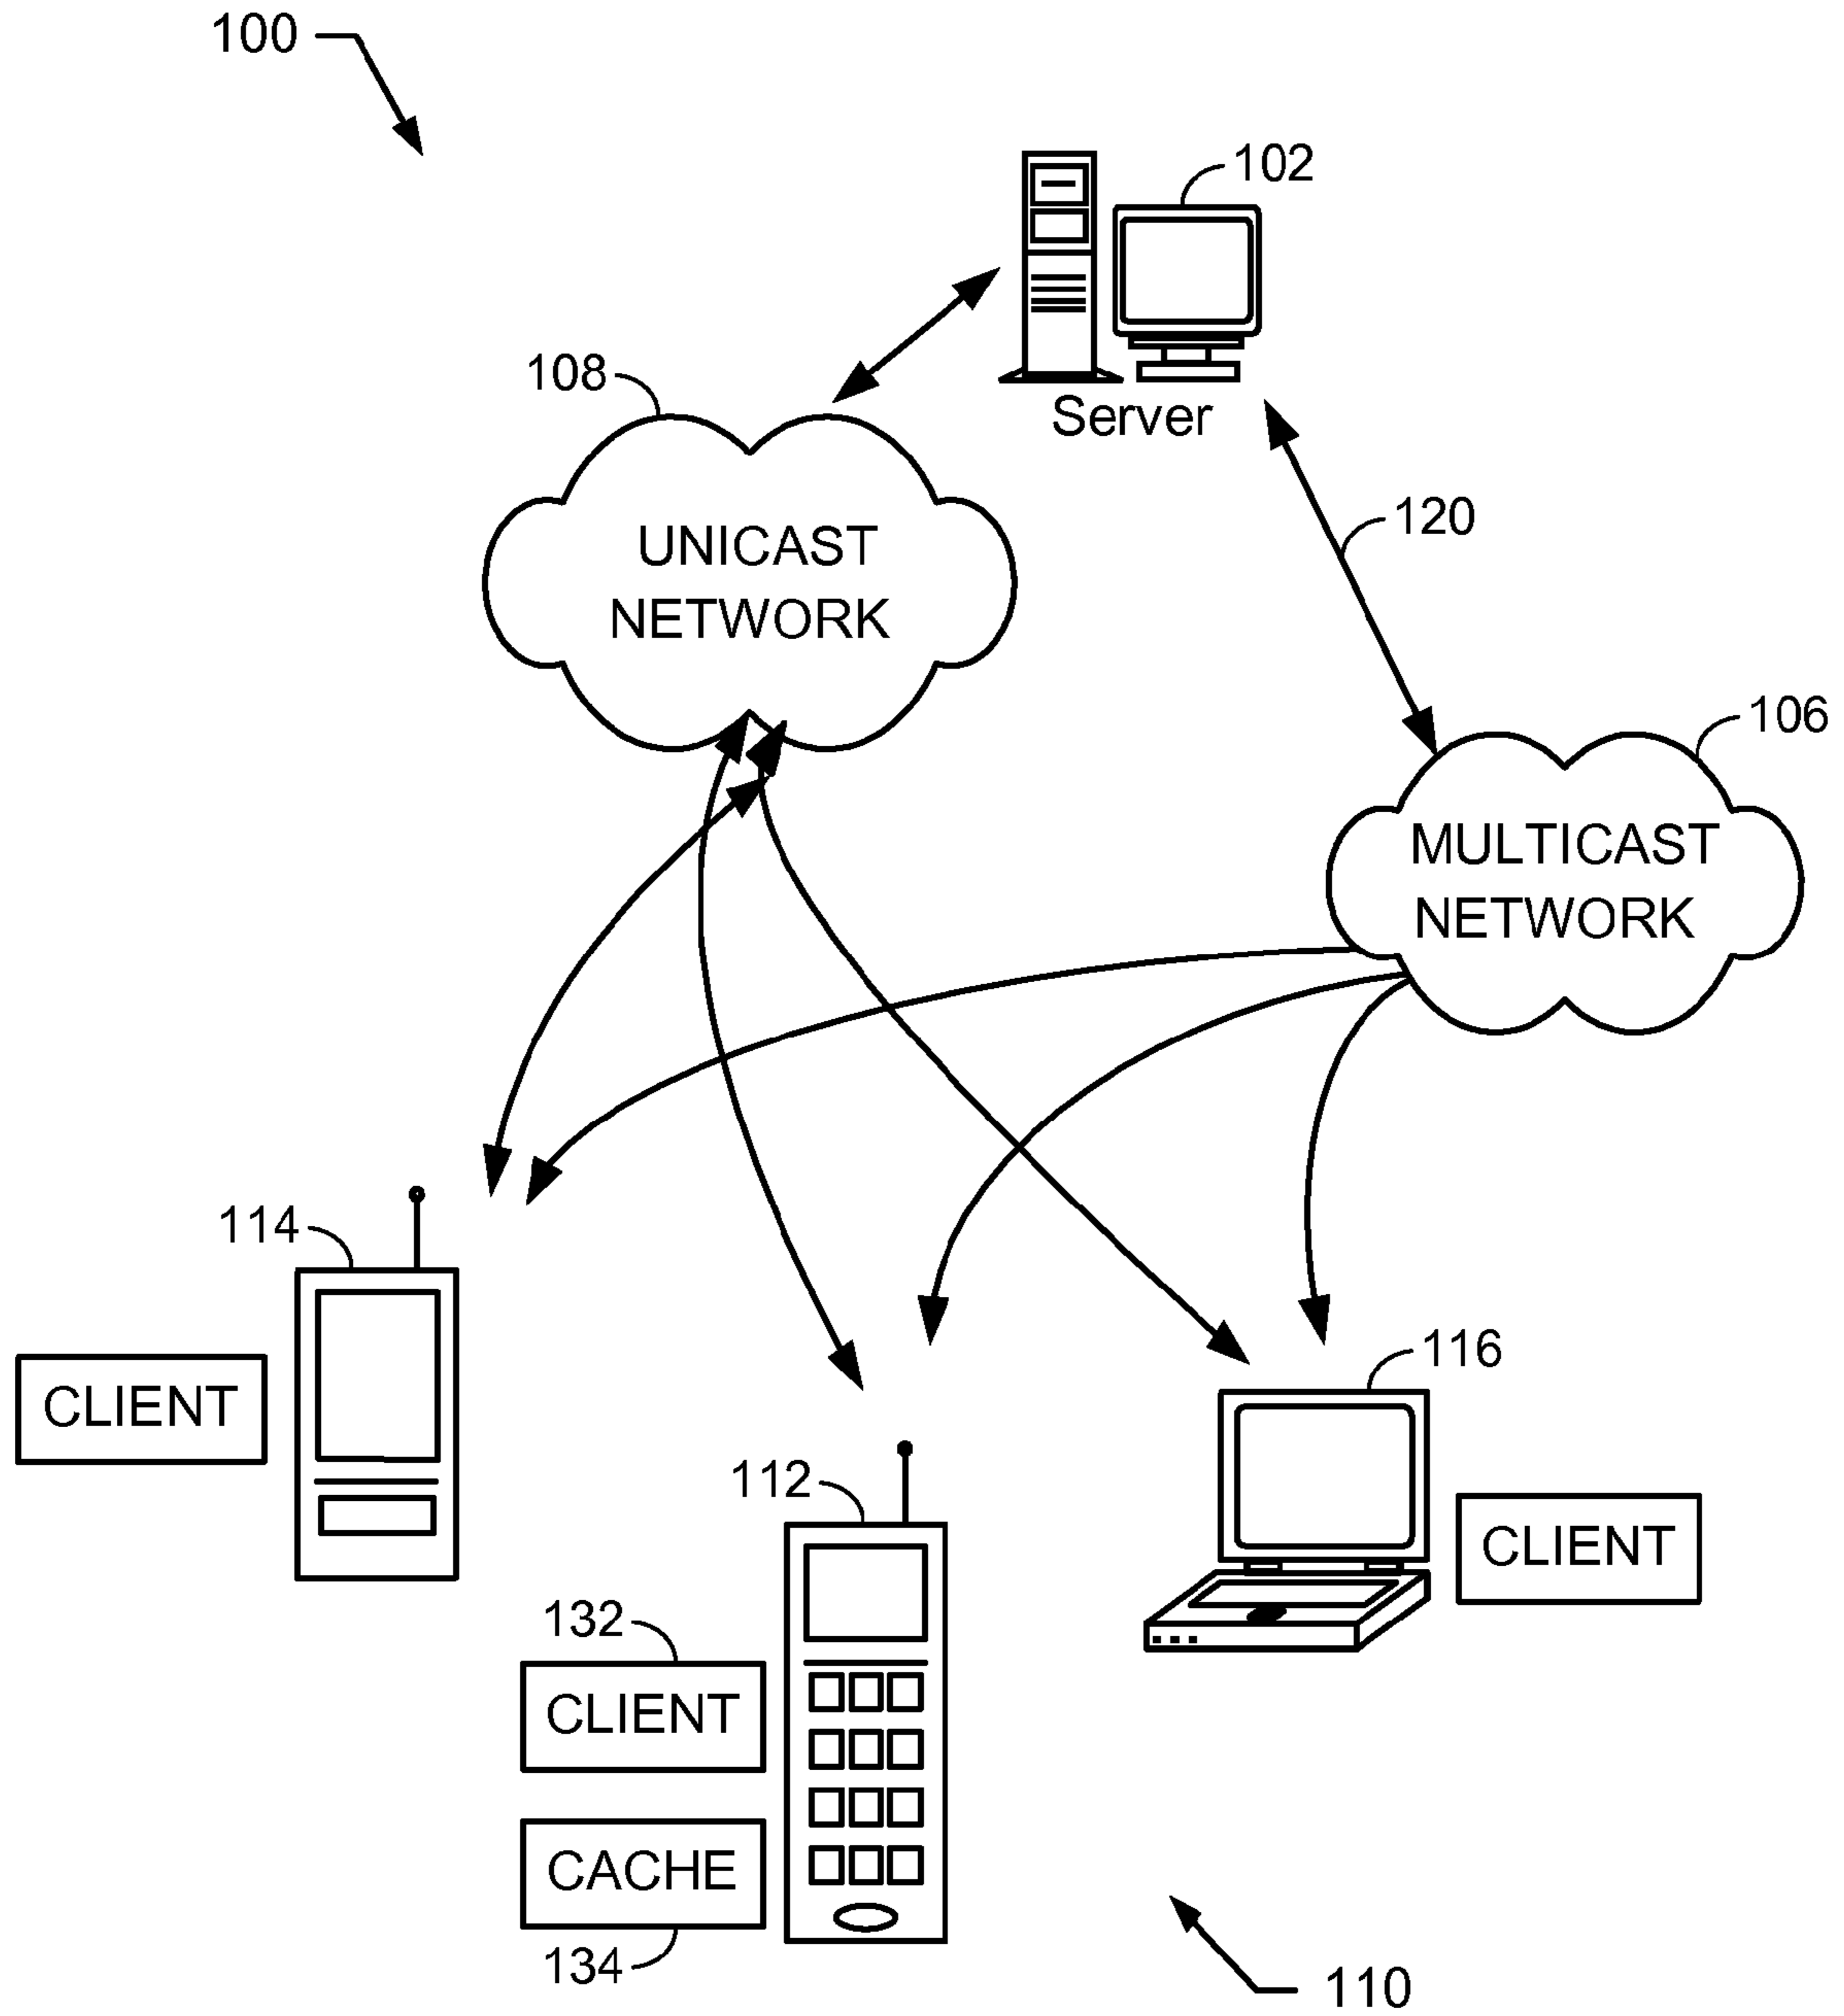 100
102
Server
108
UNICAST
NETWORK
120
106
MULTICAST
NETWORK
114
CLIENT
116
CLIENT
112
132
CLIENT
CACHE
134
110